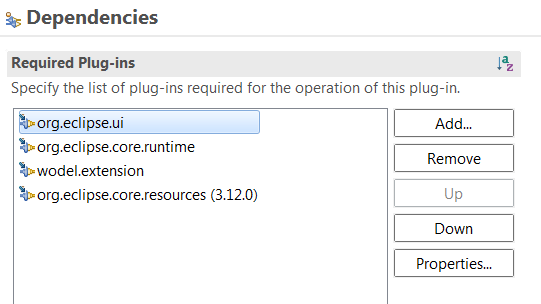 Dependencies
Required Plug-ins
a
z
Specify the list of plug-ins required for the operation of this plug-in.
org.eclipse.ui
org.eclipse.core.runtime
wodel.extension
org.eclipse.core.resources (3.12.0)
Add...
Remove
Up
Down
Properties...